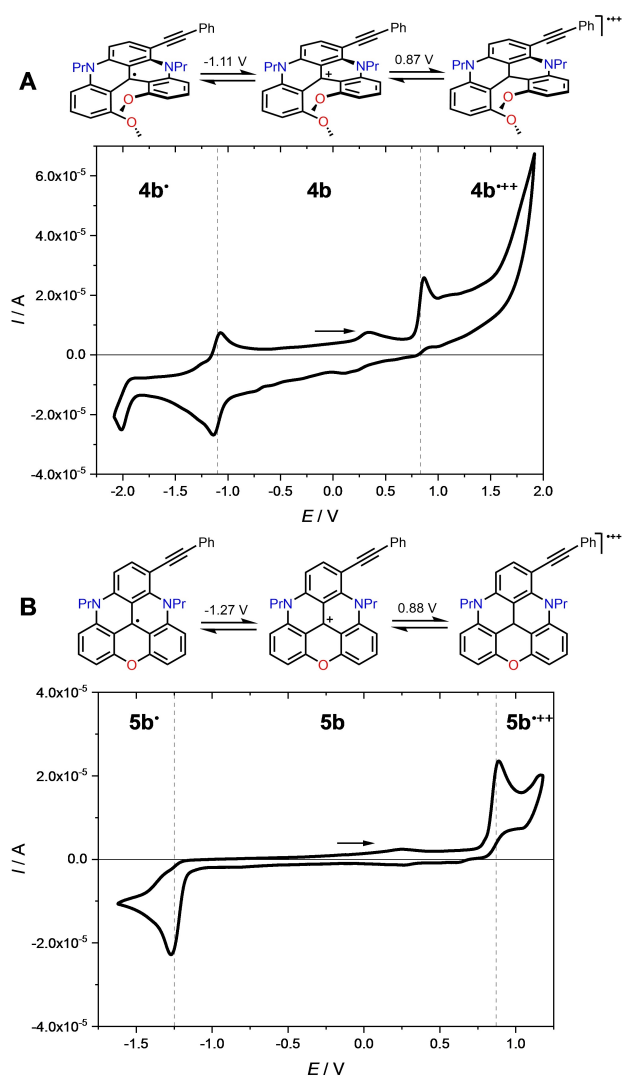 Ph
Ph
Ph
]•++
A
PrN
NPr
•
O
O
-1.11 V
PrN
NPr
+
O
O
0.87 V
PrN
NPr
O
O
4b•
4b
4b•++
6.0x10-5
4.0x10-5
2.0x10-5
0.0
-2.0x10-5
-4.0x10-5
I / A
-2.0
-1.5
-1.0
-0.5
0.0
0.5
1.0
1.5
2.0
E / V
Ph
Ph
Ph
]•++
B
PrN
NPr
•
O
-1.27 V
PrN
NPr
+
O
0.88 V
PrN
NPr
O
5b•
5b
5b•++
4.0x10-5
2.0x10-5
0.0
-2.0x10-5
-4.0x10-5
I / A
-1.5
-1.0
-0.5
0.0
0.5
1.0
E / V